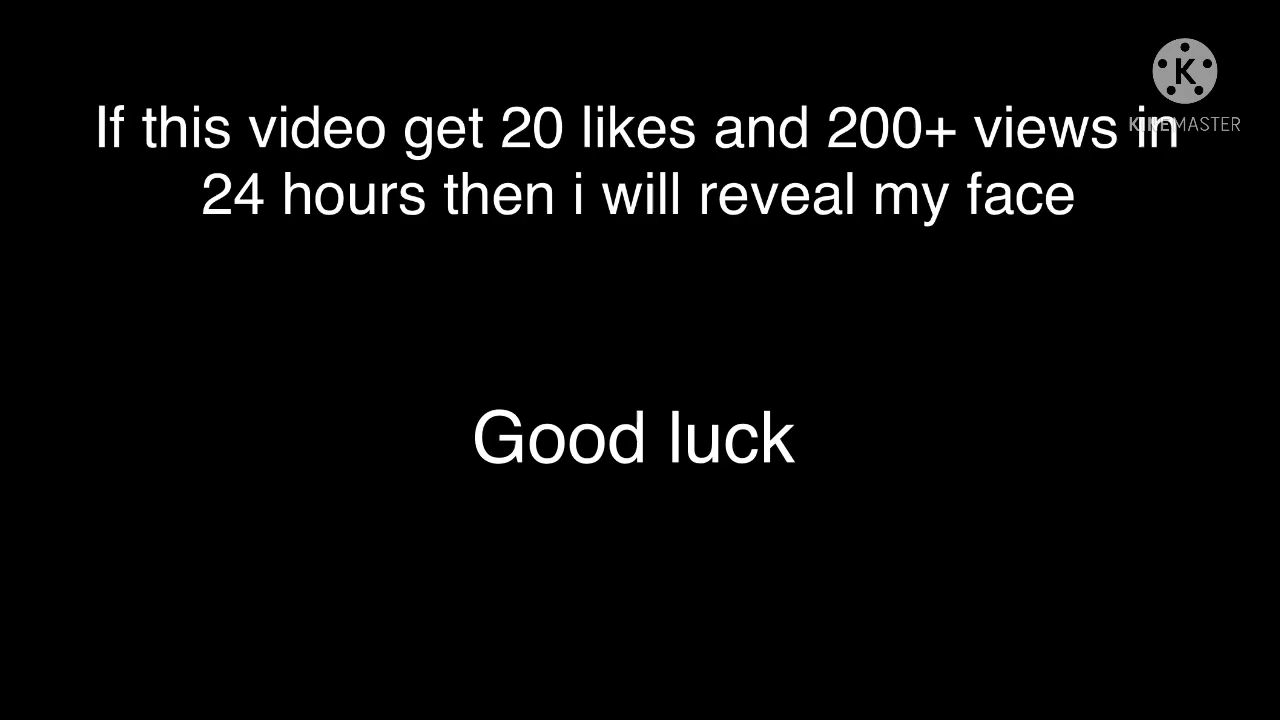 K
KINEMASTER
If this video get 20 likes and 200+ views in
24 hours then i will reveal my face
Good luck